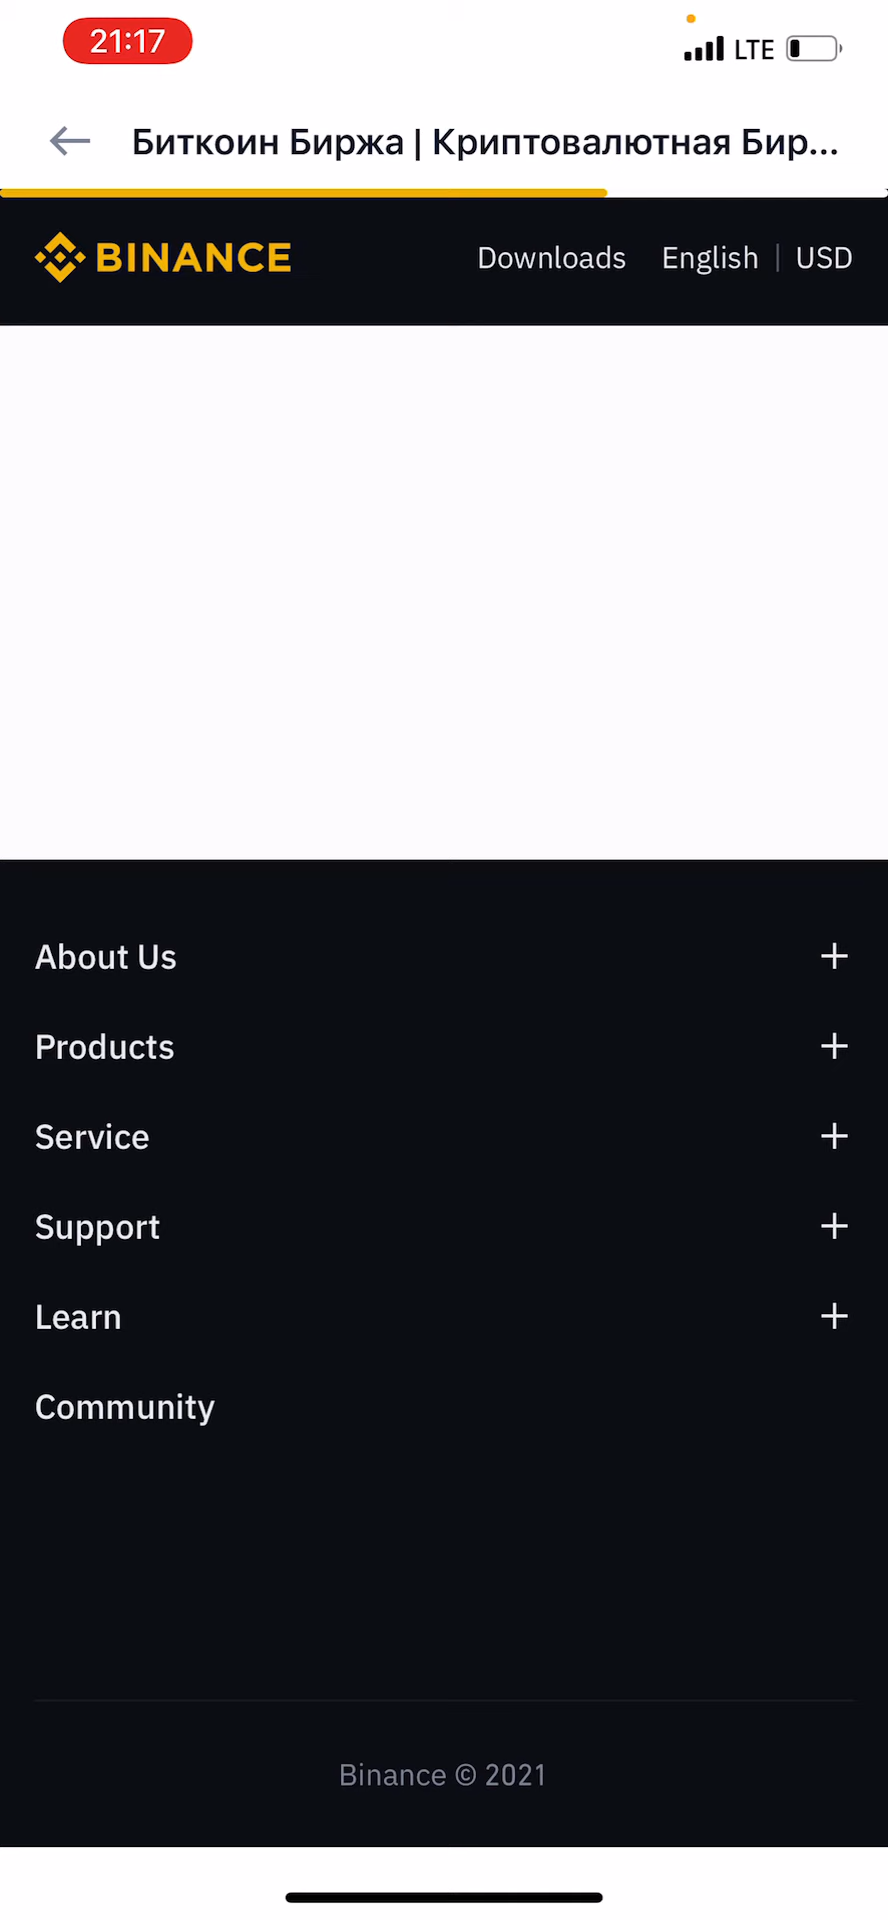 21:17
LTE
Биткоин Биржа | Криптовалютная Бир...
BINANCE
Downloads English | USD
About Us
Products
Service
Support
Learn
Community
Binance © 2021